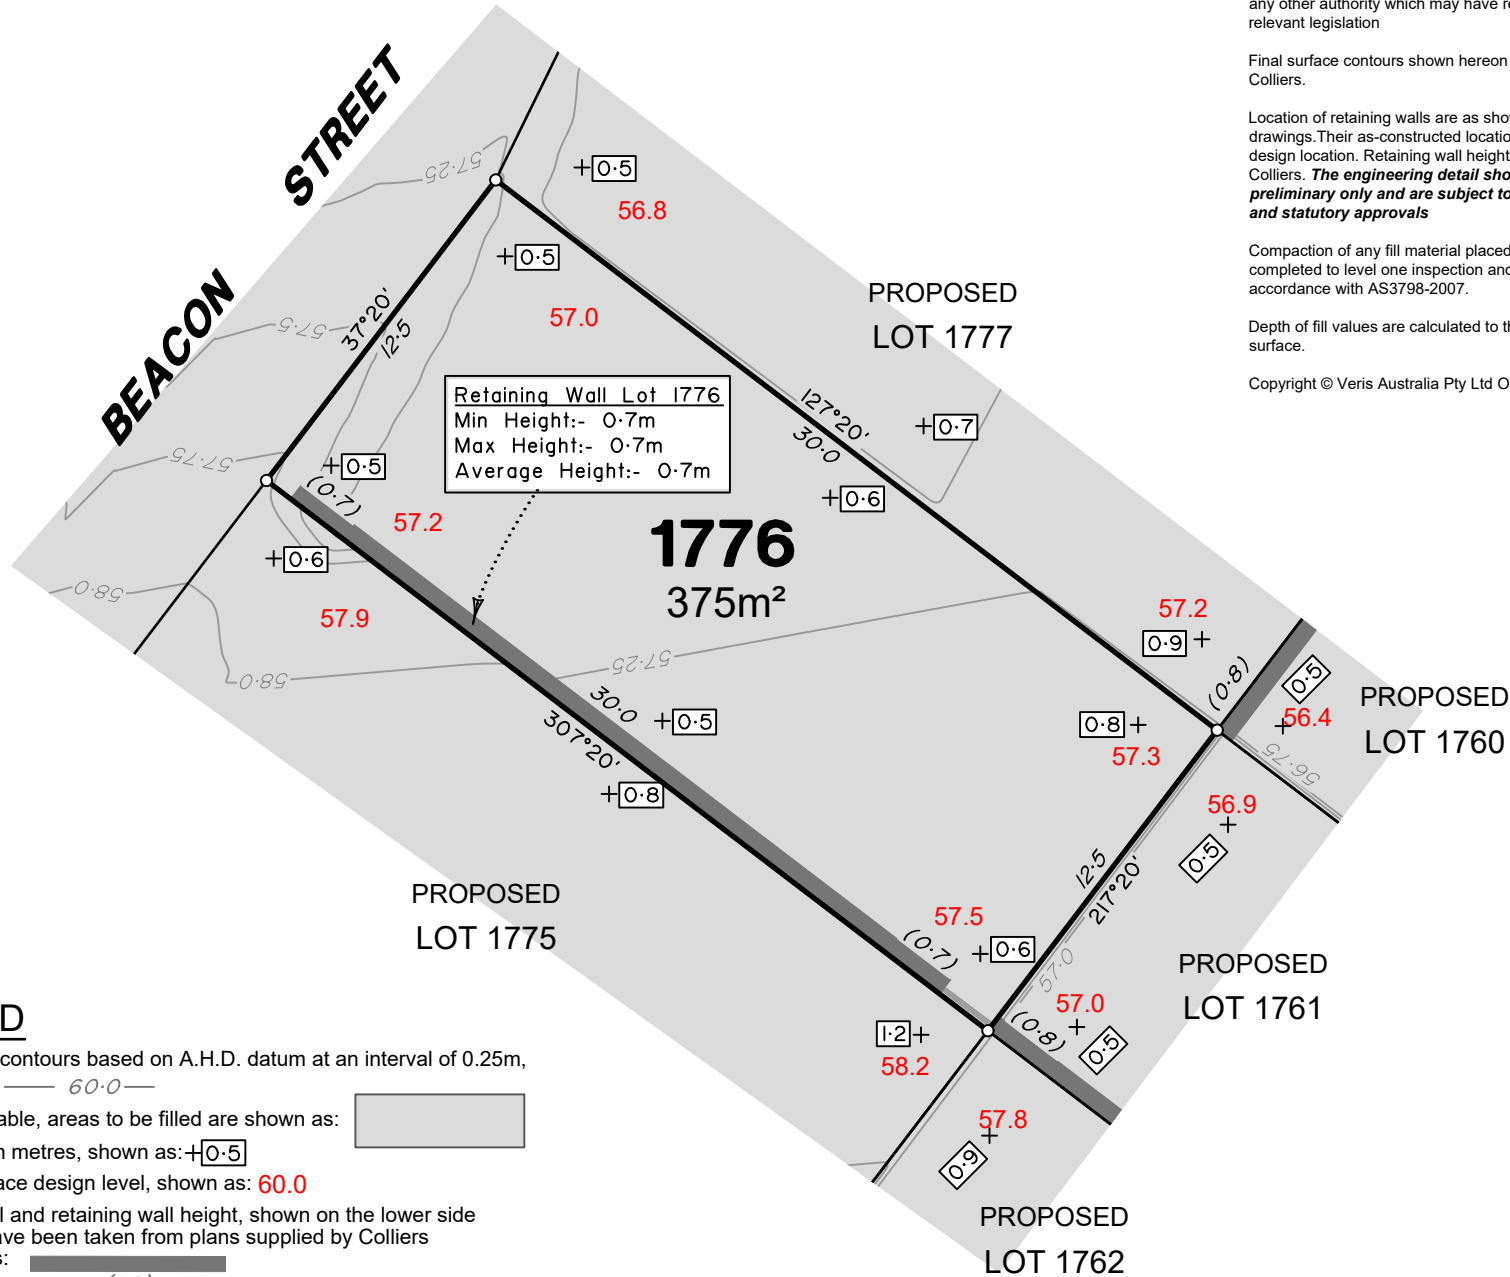 any other authority which may have
relevant legislation
Final surface contours shown hereon
Colliers.
Location of retaining walls are as
drawings.Their as-constructed
design location. Retaining wall
Colliers. The engineering detail
preliminary only and are subject to
and statutory approvals
Compaction of any fill material placed
completed to level one inspection
accordance with AS3798-2007.
Depth of fill values are calculated to
surface.
Copyright © Veris Australia Pty Ltd
BEACON STREET
57·25
57·5
57·75
58·0
58·0
37°20'
12·5
0·5
56.8
0·5
57.0
PROPOSED
LOT 1777
127°20'
30·0
0·7
0·6
Retaining Wall Lot 1776
Min Height:- 0·7m
Max Height:- 0·7m
Average Height:- 0·7m
0·5
(0·7)
57.2
0·6
57.9
1776
375m²
57·25
30·0
307°20'
0·5
0·8
57.2
0·9
(0·8)
0·5
56.4
PROPOSED
LOT 1760
56·75
0·8
57.3
56.9
0·5
12·5
217°20'
PROPOSED
LOT 1775
57.5
(0·7)
0·6
57·0
57.0
(0·8)
0·5
PROPOSED
LOT 1761
1·2
58.2
57.8
0·9
PROPOSED
LOT 1762
D
contours based on A.H.D. datum at an interval of 0.25m,
60·0
able, areas to be filled are shown as:
metres, shown as: 0·5
ace design level, shown as: 60.0
and retaining wall height, shown on the lower side
have been taken from plans supplied by Colliers